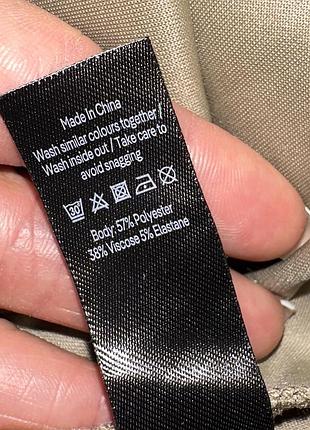 Made In China
Wash similar colours together /
Wash inside out / Take care to
avoid snagging
30°
Body: 57% Polyester
38% Viscose 5% Elastane